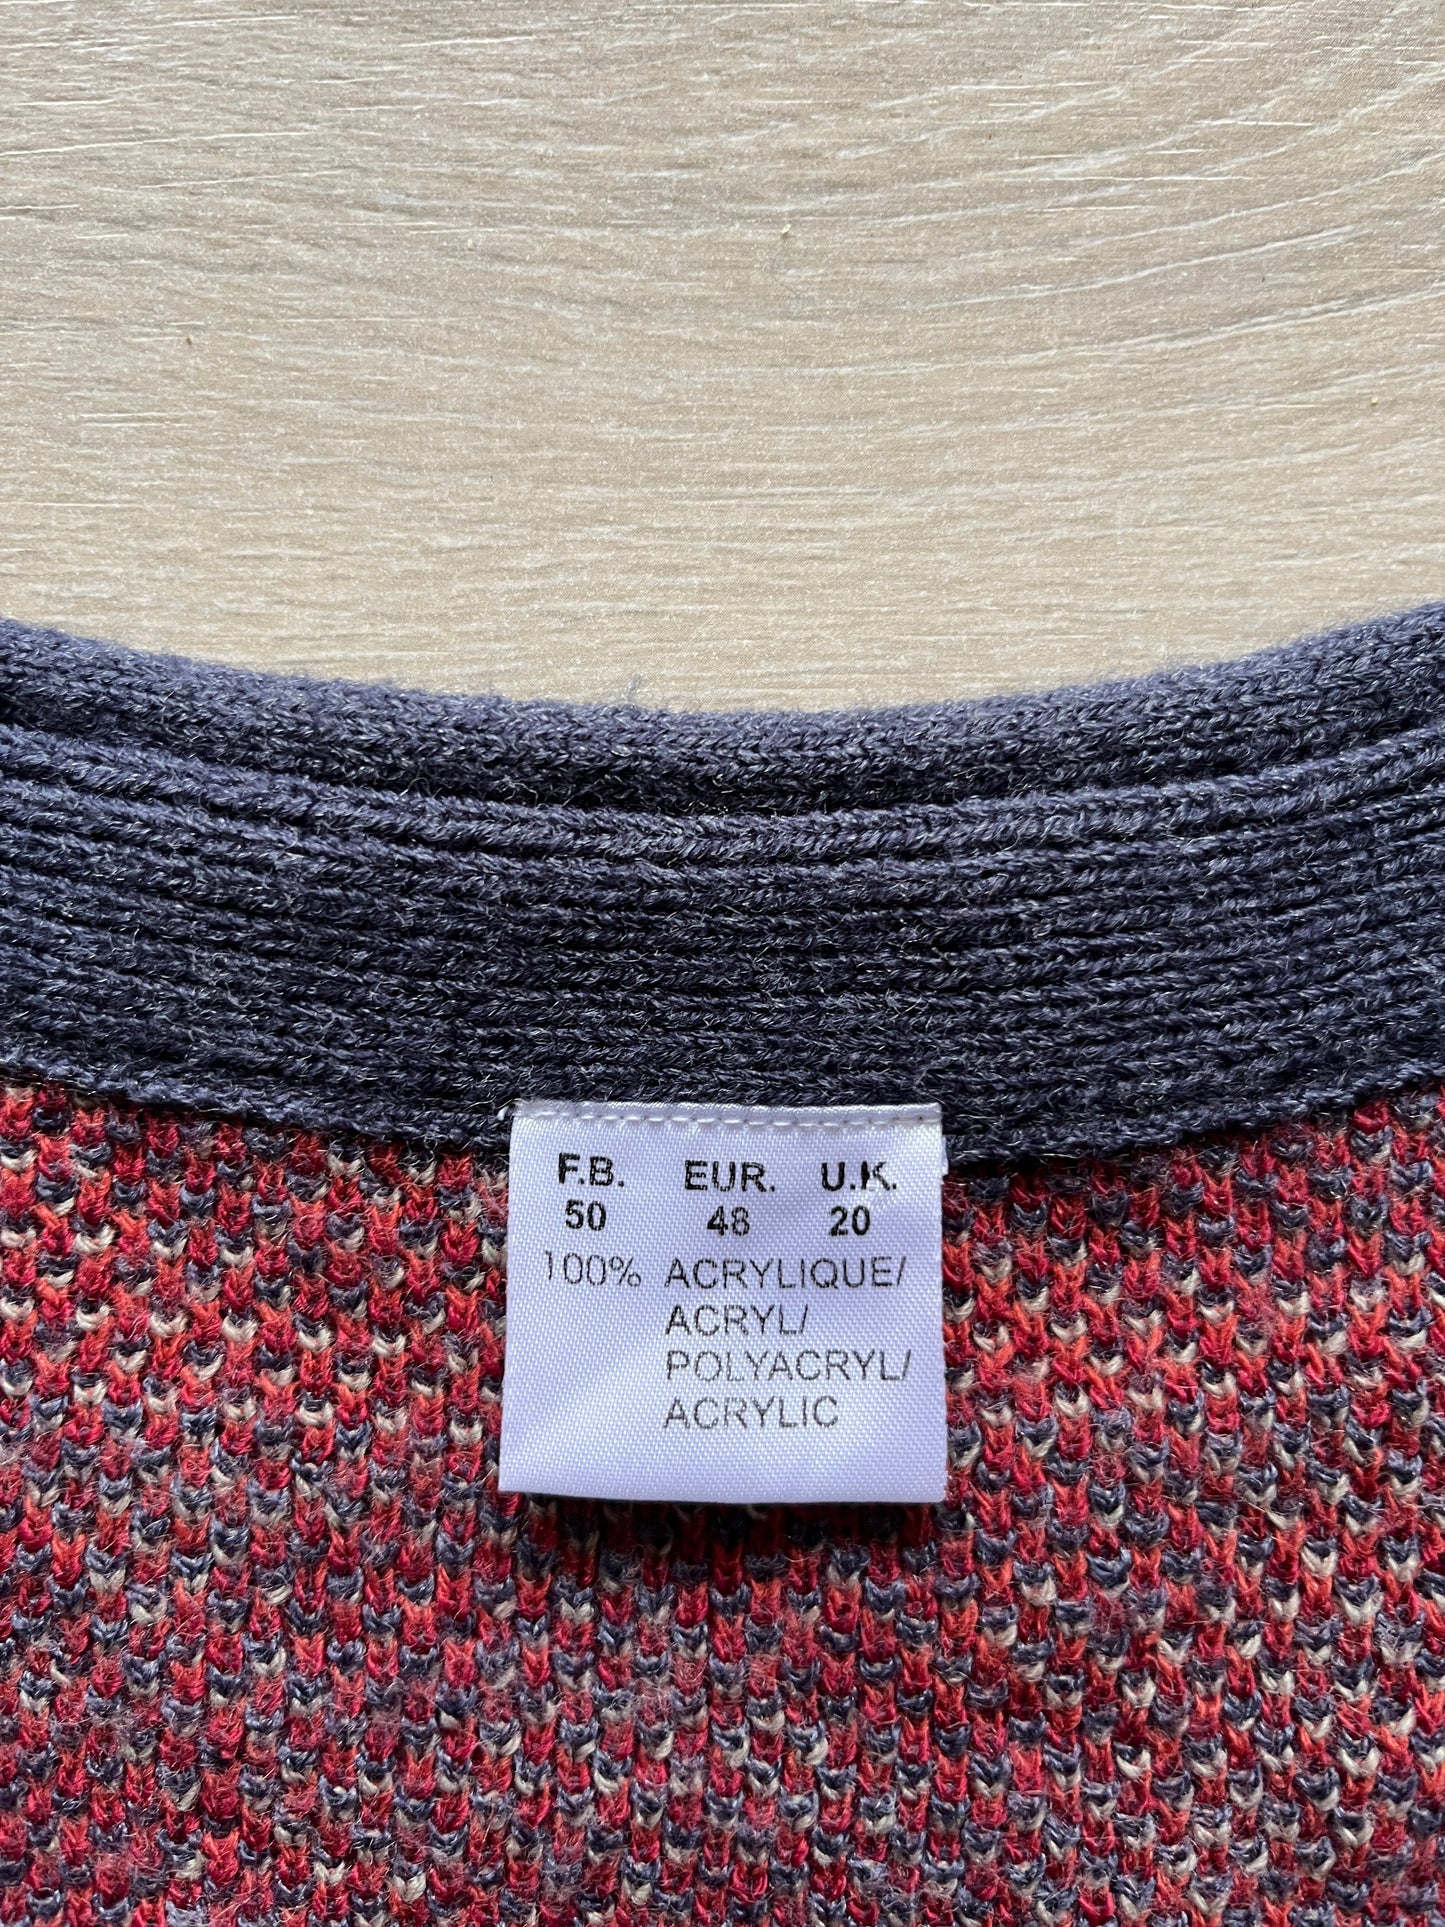 F.B. EUR. U.K.
50 48 20
100% ACRYLIQUE/
ACRYL/
POLYACRYL/
ACRYLIC